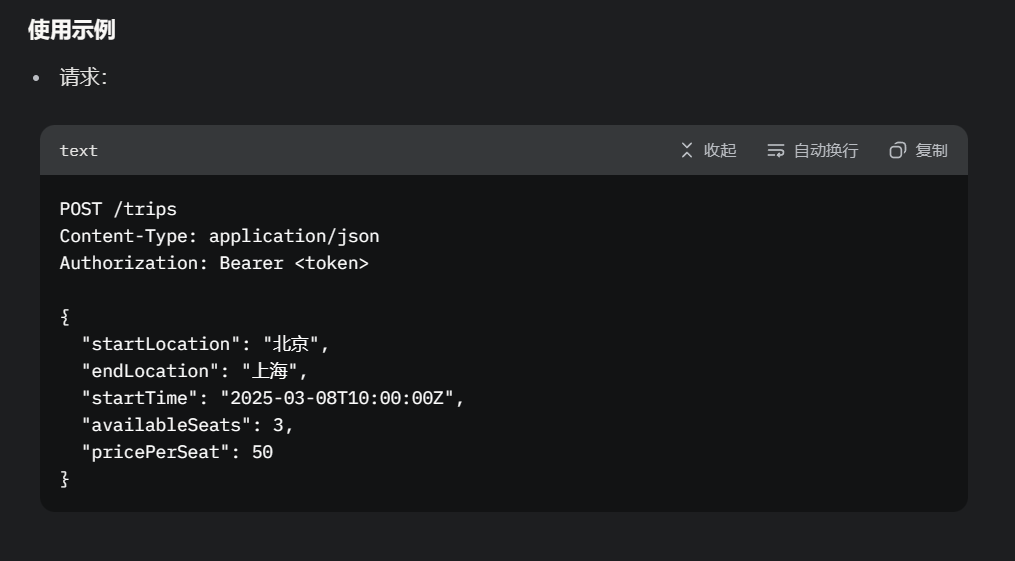 使用示例
• 请求：
text 收起 自动换行 复制
POST /trips
Content-Type: application/json
Authorization: Bearer <token>
{
"startLocation": "北京",
"endLocation": "上海",
"startTime": "2025-03-08T10:00:00Z",
"availableSeats": 3,
"pricePerSeat": 50
}